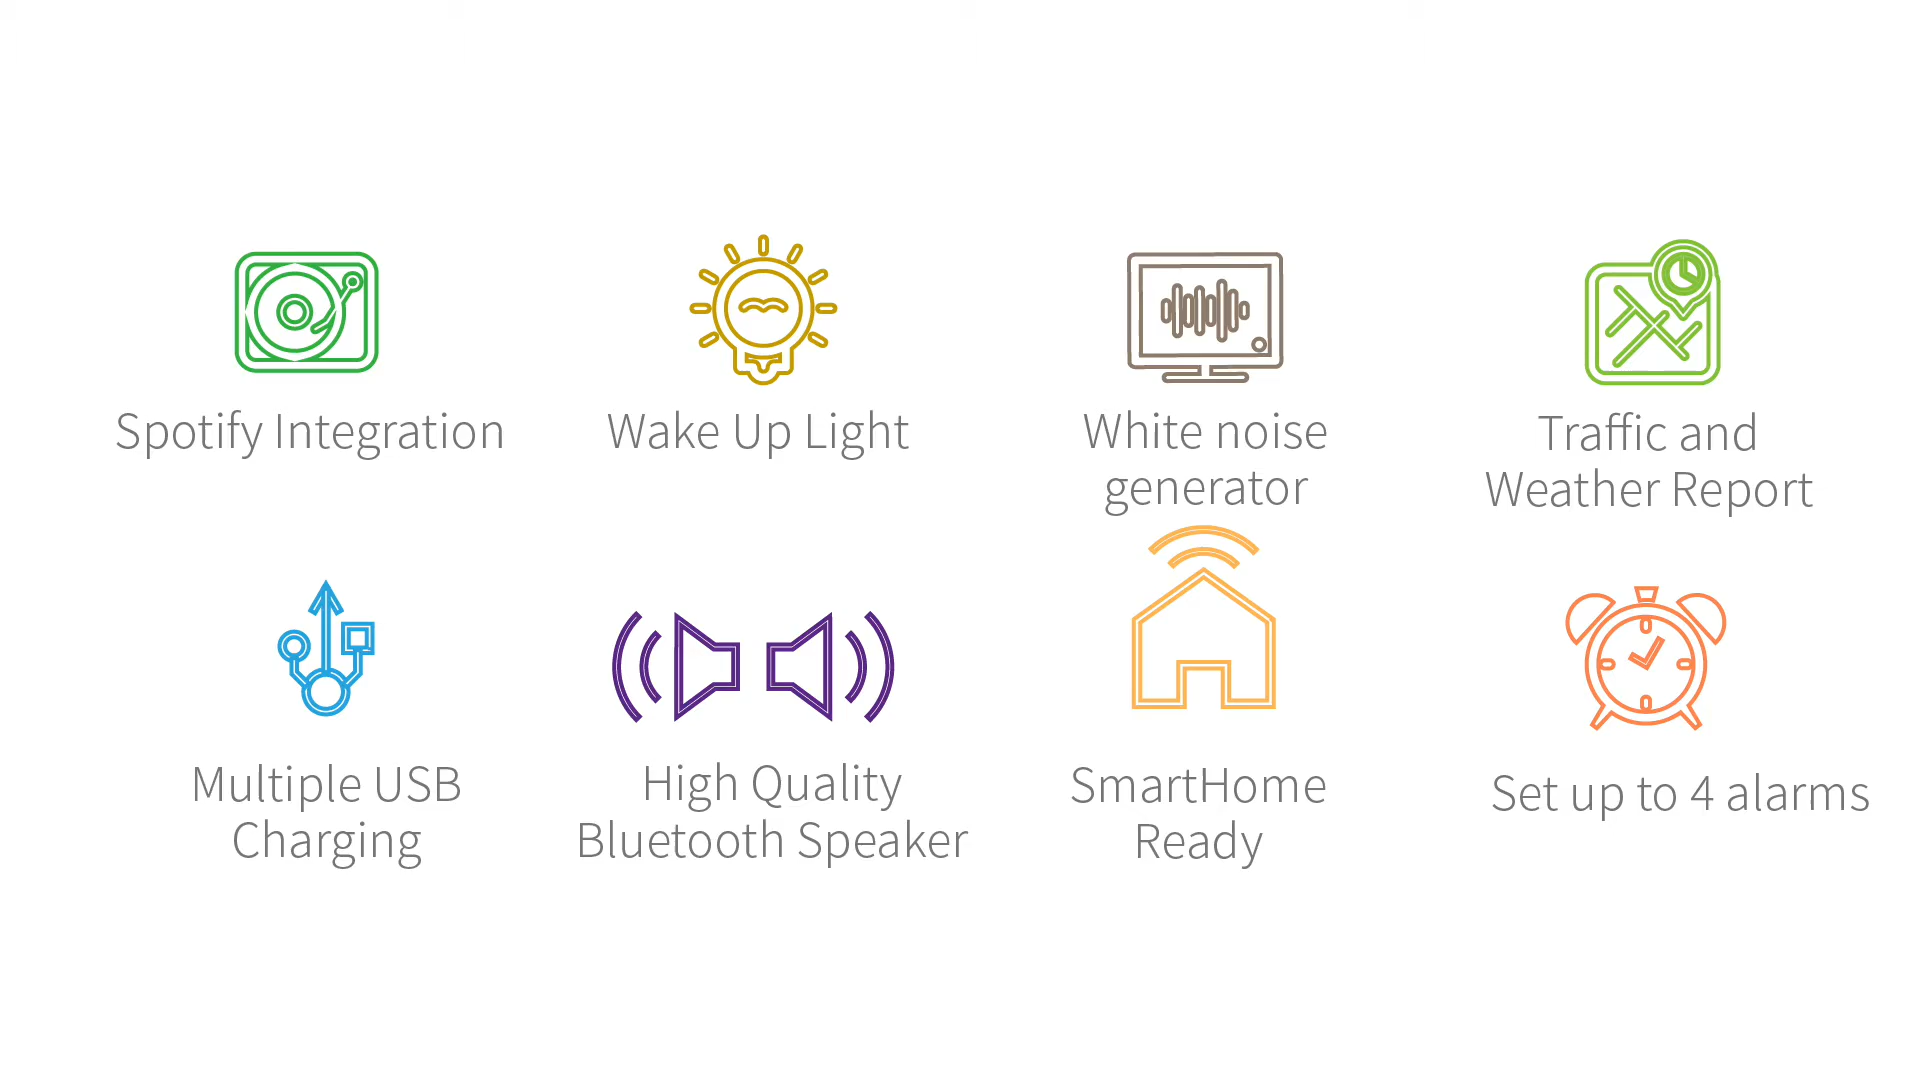 Spotify Integration
Wake Up Light
White noise
generator
Traffic and
Weather Report
Multiple USB
Charging
High Quality
Bluetooth Speaker
SmartHome
Ready
Set up to 4 alarms